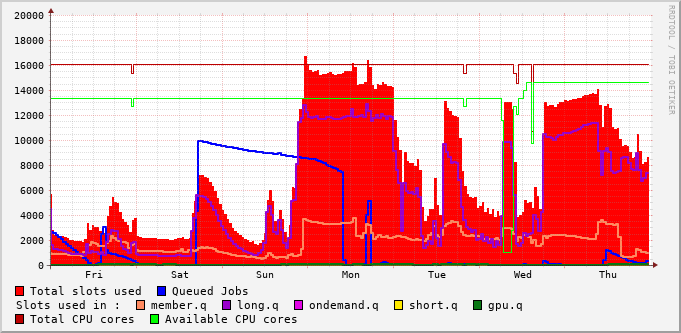 20000
18000
16000
14000
12000
10000
8000
6000
4000
2000
0
Fri Sat Sun Mon Tue Wed Thu
RRDTOOL / TOBI OETIKER
Total slots used Queued Jobs
Slots used in : member.q long.q ondemand.q short.q gpu.q
Total CPU cores Available CPU cores